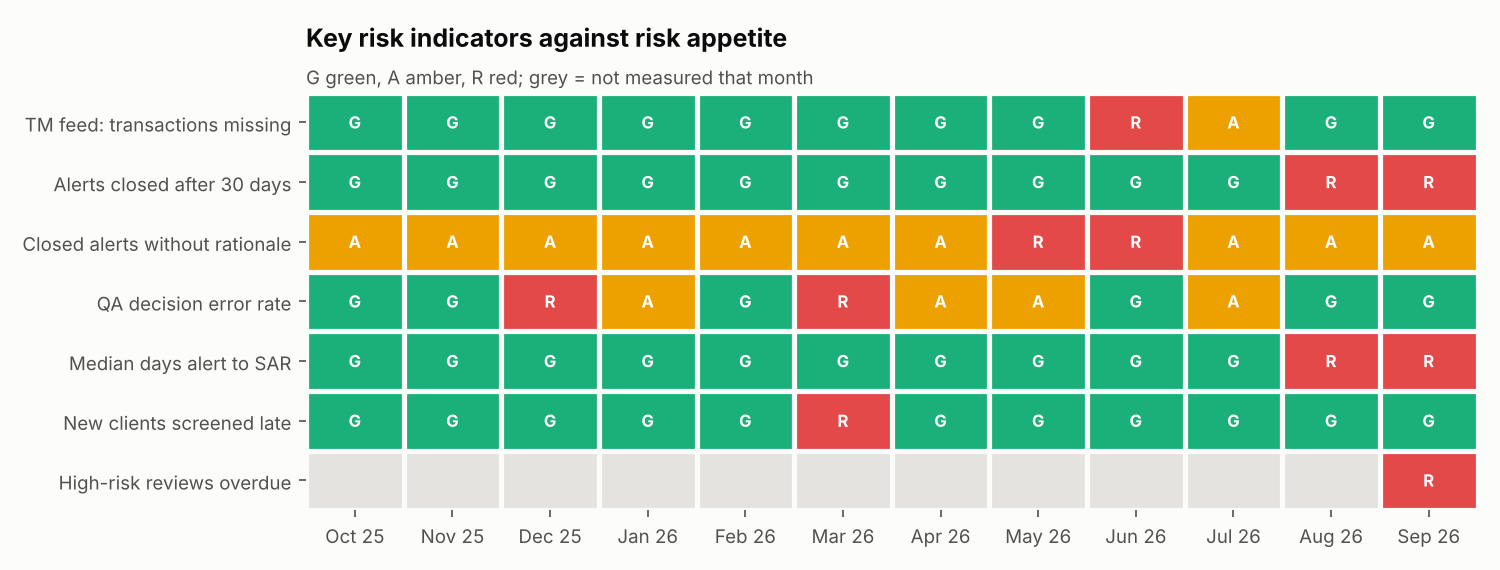 Key risk indicators against risk appetite
G green, A amber, R red; grey = not measured that month
TM feed: transactions missing G G G G G G G G R A G G
Alerts closed after 30 days G G G G G G G G G G R R
Closed alerts without rationale A A A A A A A R R A A A
QA decision error rate G G R A G R A A G A G G
Median days alert to SAR G G G G G G G G G G R R
New clients screened late G G G G G R G G G G G G
High-risk reviews overdue R
Oct 25 Nov 25 Dec 25 Jan 26 Feb 26 Mar 26 Apr 26 May 26 Jun 26 Jul 26 Aug 26 Sep 26